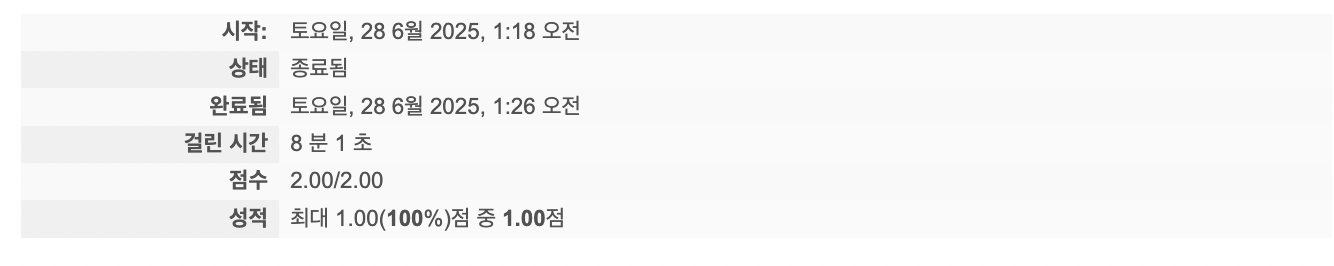 시작: 토요일, 28 6월 2025, 1:18 오전
상태 종료됨
완료됨 토요일, 28 6월 2025, 1:26 오전
걸린 시간 8 분 1 초
점수 2.00/2.00
성적 최대 1.00(100%)점 중 1.00점